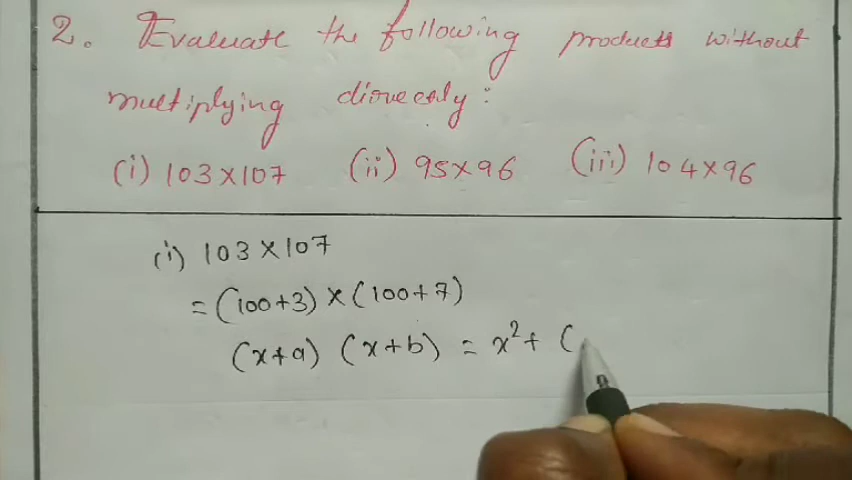 2. Evaluate the following products without
multiplying directly:
(i) 103×107 (ii) 95×96 (iii) 104×96
(i) 103×107
=(100+3)×(100+7)
(x+a) (x+b) = x²+ (